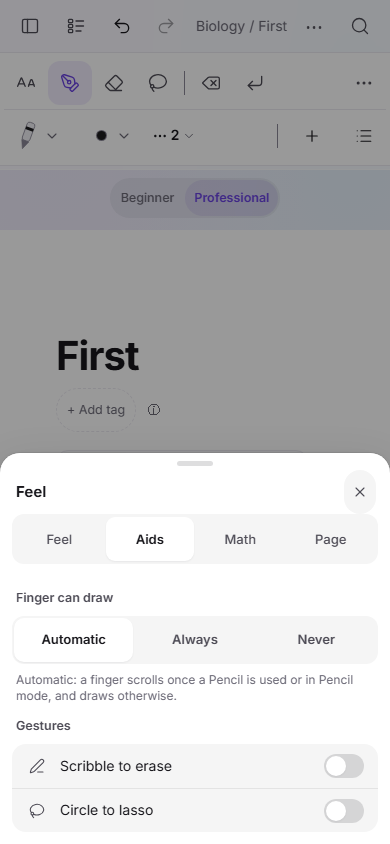 Biology / First
AA
2
Beginner Professional
First
+ Add tag
Feel
Feel Aids Math Page
Finger can draw
Automatic Always Never
Automatic: a finger scrolls once a Pencil is used or in Pencil
mode, and draws otherwise.
Gestures
Scribble to erase
Circle to lasso